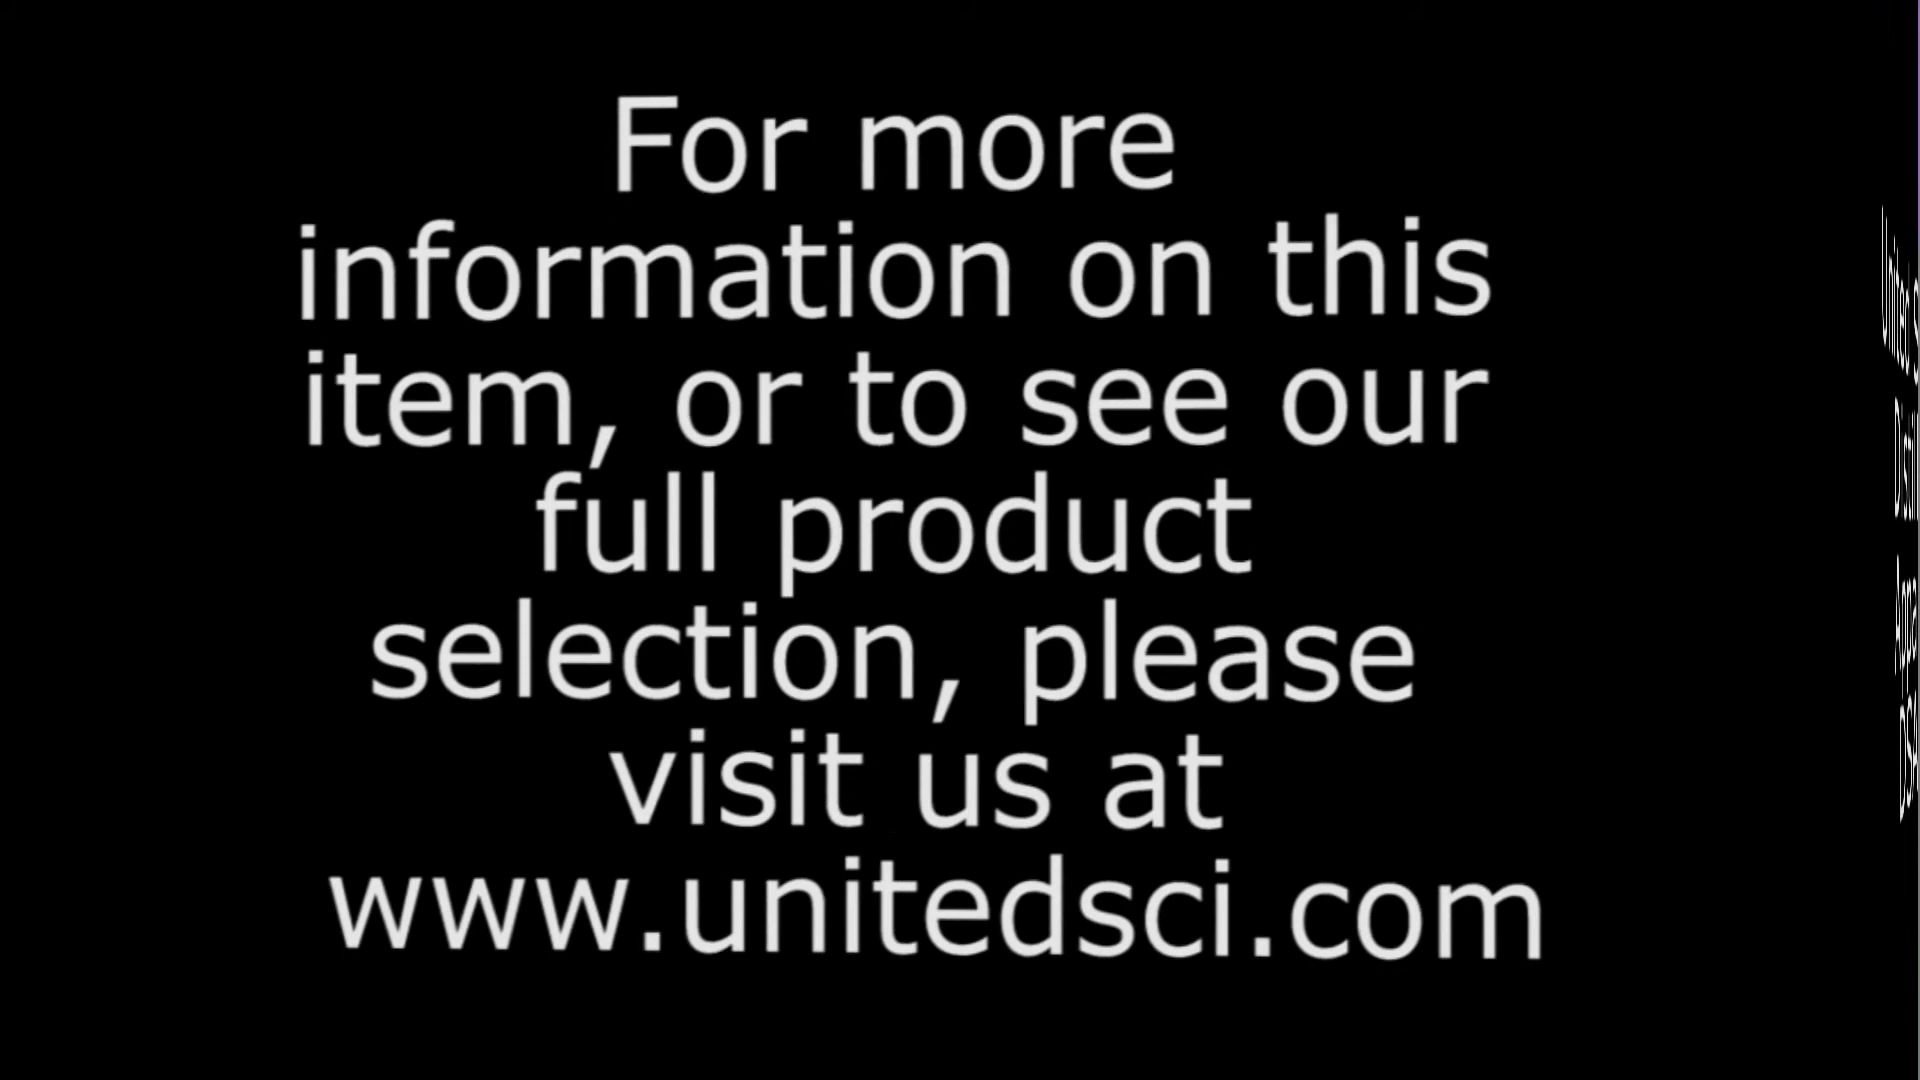 For more
information on this
item, or to see our
full product
selection, please
visit us at
www.unitedsci.com
United